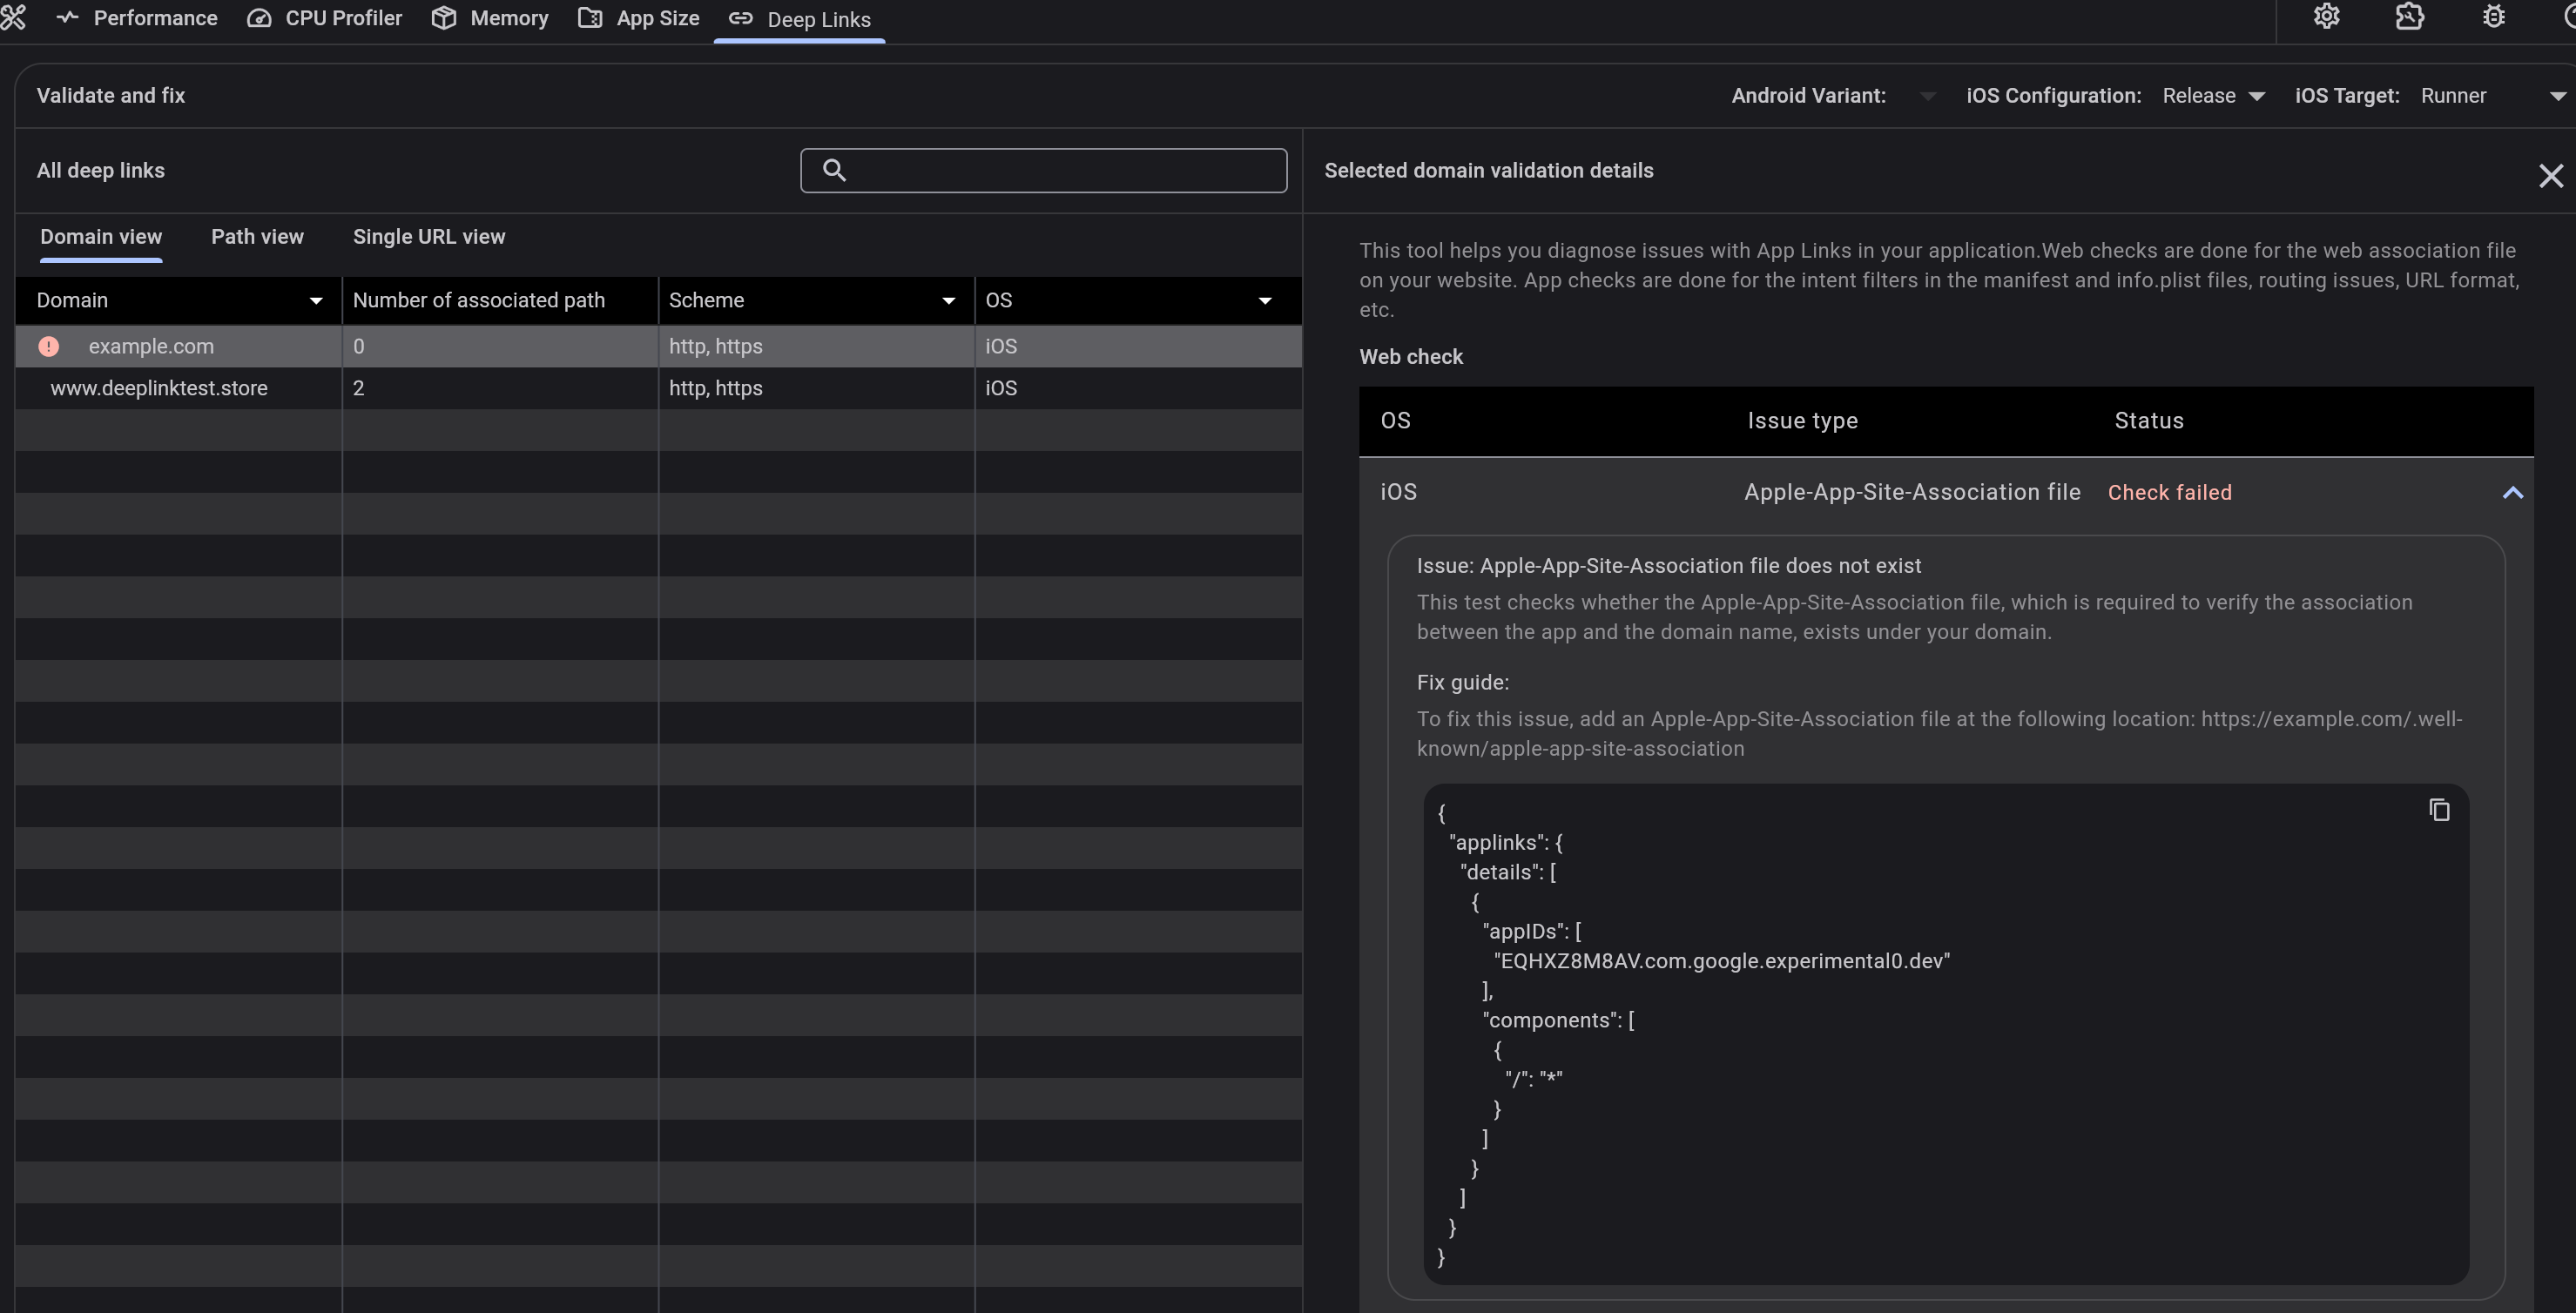 Performance CPU Profiler Memory App Size Deep Links
Validate and fix
Android Variant: iOS Configuration: Release iOS Target: Runner
All deep links
Domain view Path view Single URL view
Domain Number of associated path Scheme OS
! example.com 0 http, https iOS
www.deeplinktest.store 2 http, https iOS
Selected domain validation details
This tool helps you diagnose issues with App Links in your application.Web checks are done for the web association file
on your website. App checks are done for the intent filters in the manifest and info.plist files, routing issues, URL format,
etc.
Web check
OS Issue type Status
iOS Apple-App-Site-Association file Check failed
Issue: Apple-App-Site-Association file does not exist
This test checks whether the Apple-App-Site-Association file, which is required to verify the association
between the app and the domain name, exists under your domain.
Fix guide:
To fix this issue, add an Apple-App-Site-Association file at the following location: https://example.com/.well-
known/apple-app-site-association
{
"applinks": {
"details": [
{
"appIDs": [
"EQHXZ8M8AV.com.google.experimental0.dev"
],
"components": [
{
"/": "*"
}
]
}
]
}
}